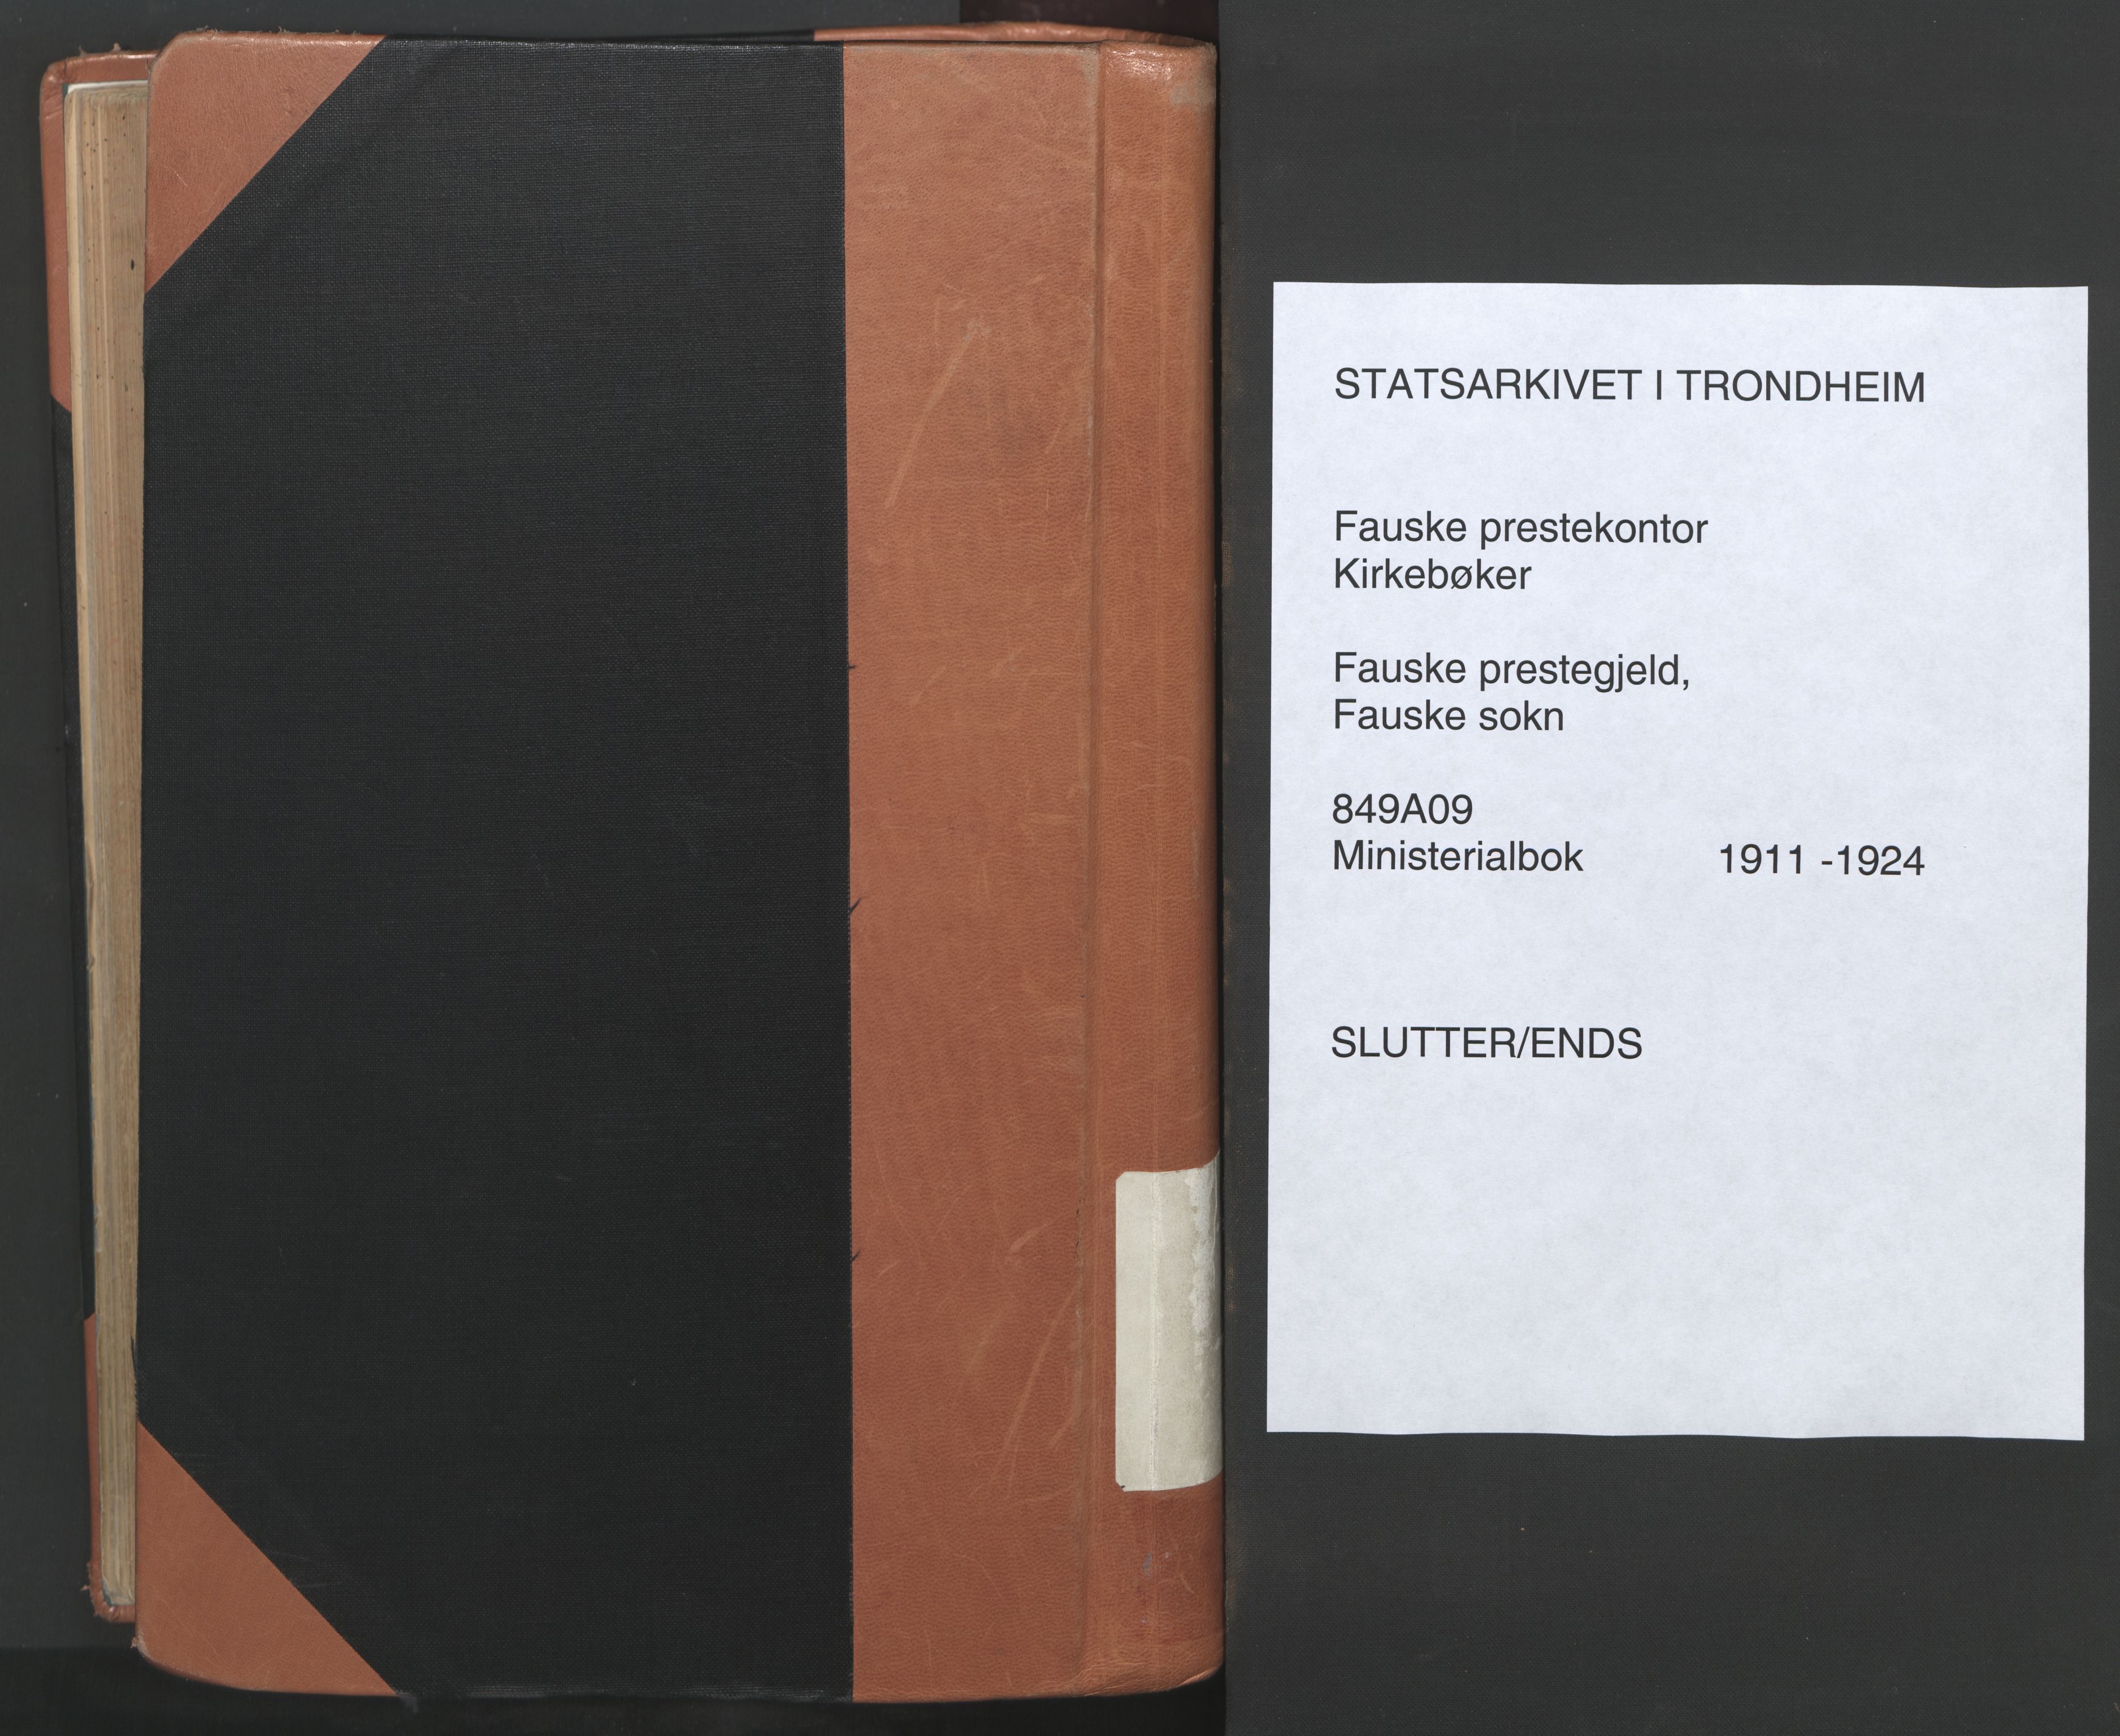 STATSARKIVET I TRONDHEIM
Fauske prestekontor
Kirkebøker
Fauske prestegjeld,
Fauske sokn
849A09
Ministerialbok 1911 -1924
SLUTTER/ENDS